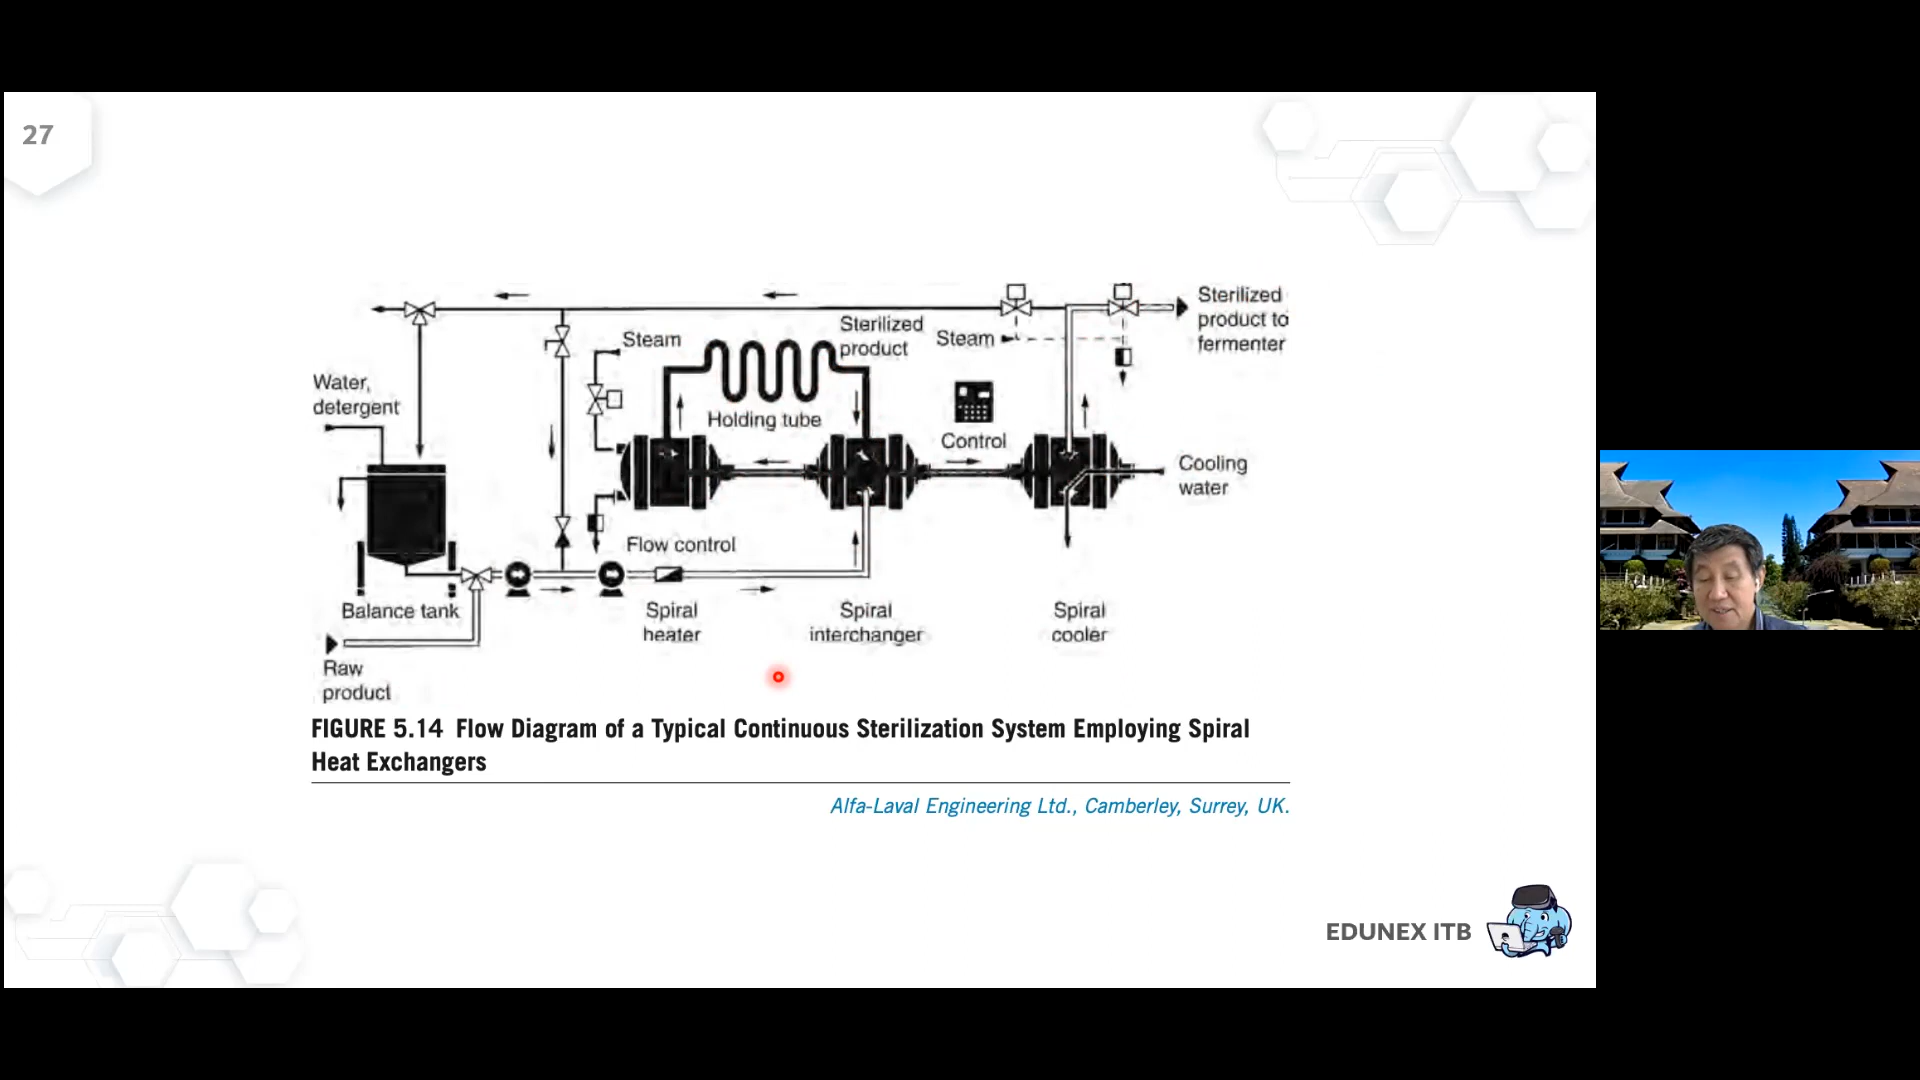 27
Sterilized
product to
fermenter
Steam
Sterilized
product
Steam
Water,
detergent
Holding tube
Control
Cooling
water
Flow control
Balance tank
Spiral
heater
Spiral
interchanger
Spiral
cooler
Raw
product
FIGURE 5.14 Flow Diagram of a Typical Continuous Sterilization System Employing Spiral
Heat Exchangers
Alfa-Laval Engineering Ltd., Camberley, Surrey, UK.
EDUNEX ITB